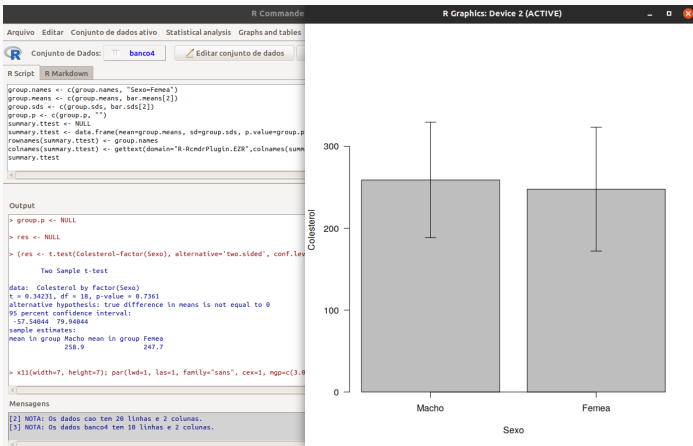 R Commande
Arquivo Editar Conjunto de dados ativo Statistical analysis Graphs and tables
R Conjunto de Dados: banco4 Editar conjunto de dados
R Script R Markdown
group.names <- c(group.names, "Sexo=Femea")
group.means <- c(group.means, bar.means[2])
group.sds <- c(group.sds, bar.sds[2])
group.p <- c(group.p, "")
summary.ttest <- NULL
summary.ttest <- data.frame(mean=group.means, sd=group.sds, p.value=group.p
rownames(summary.ttest) <- group.names
colnames(summary.ttest) <- gettext(domain="R-RcmdrPlugin.EZR",colnames(summ
summary.ttest
Output
> group.p <- NULL
> res <- NULL
> (res <- t.test(Colesterol~factor(Sexo), alternative='two.sided', conf.lev
Two Sample t-test
data: Colesterol by factor(Sexo)
t = 0.34231, df = 18, p-value = 0.7361
alternative hypothesis: true difference in means is not equal to 0
95 percent confidence interval:
-57.54044 79.94044
sample estimates:
mean in group Macho mean in group Femea
258.9 247.7
> x11(width=7, height=7); par(lwd=1, las=1, family="sans", cex=1, mgp=c(3.0
Mensagens
[2] NOTA: Os dados cao tem 20 linhas e 2 colunas.
[3] NOTA: Os dados banco4 tem 10 linhas e 2 colunas.
R Graphics: Device 2 (ACTIVE)
300
200
100
0
Colesterol
Macho Femea
Sexo